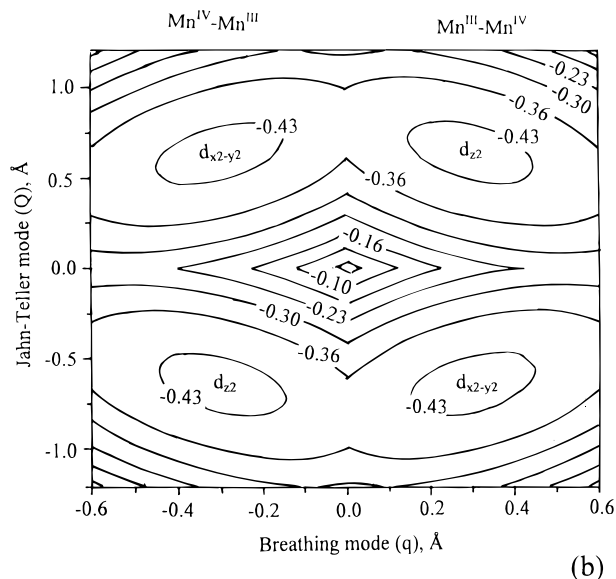 Mn^IV-Mn^III Mn^III-Mn^IV
1.0
-0.23
-0.30
-0.36
-0.43 -0.43
d_x2-y2 d_z2
0.5
-0.36
-0.16
0.0
-0.10
-0.23
-0.30
-0.36
-0.5
d_z2 d_x2-y2
-0.43 -0.43
-1.0
-0.6 -0.4 -0.2 0.0 0.2 0.4 0.6
Jahn-Teller mode (Q), Å
Breathing mode (q), Å
(b)